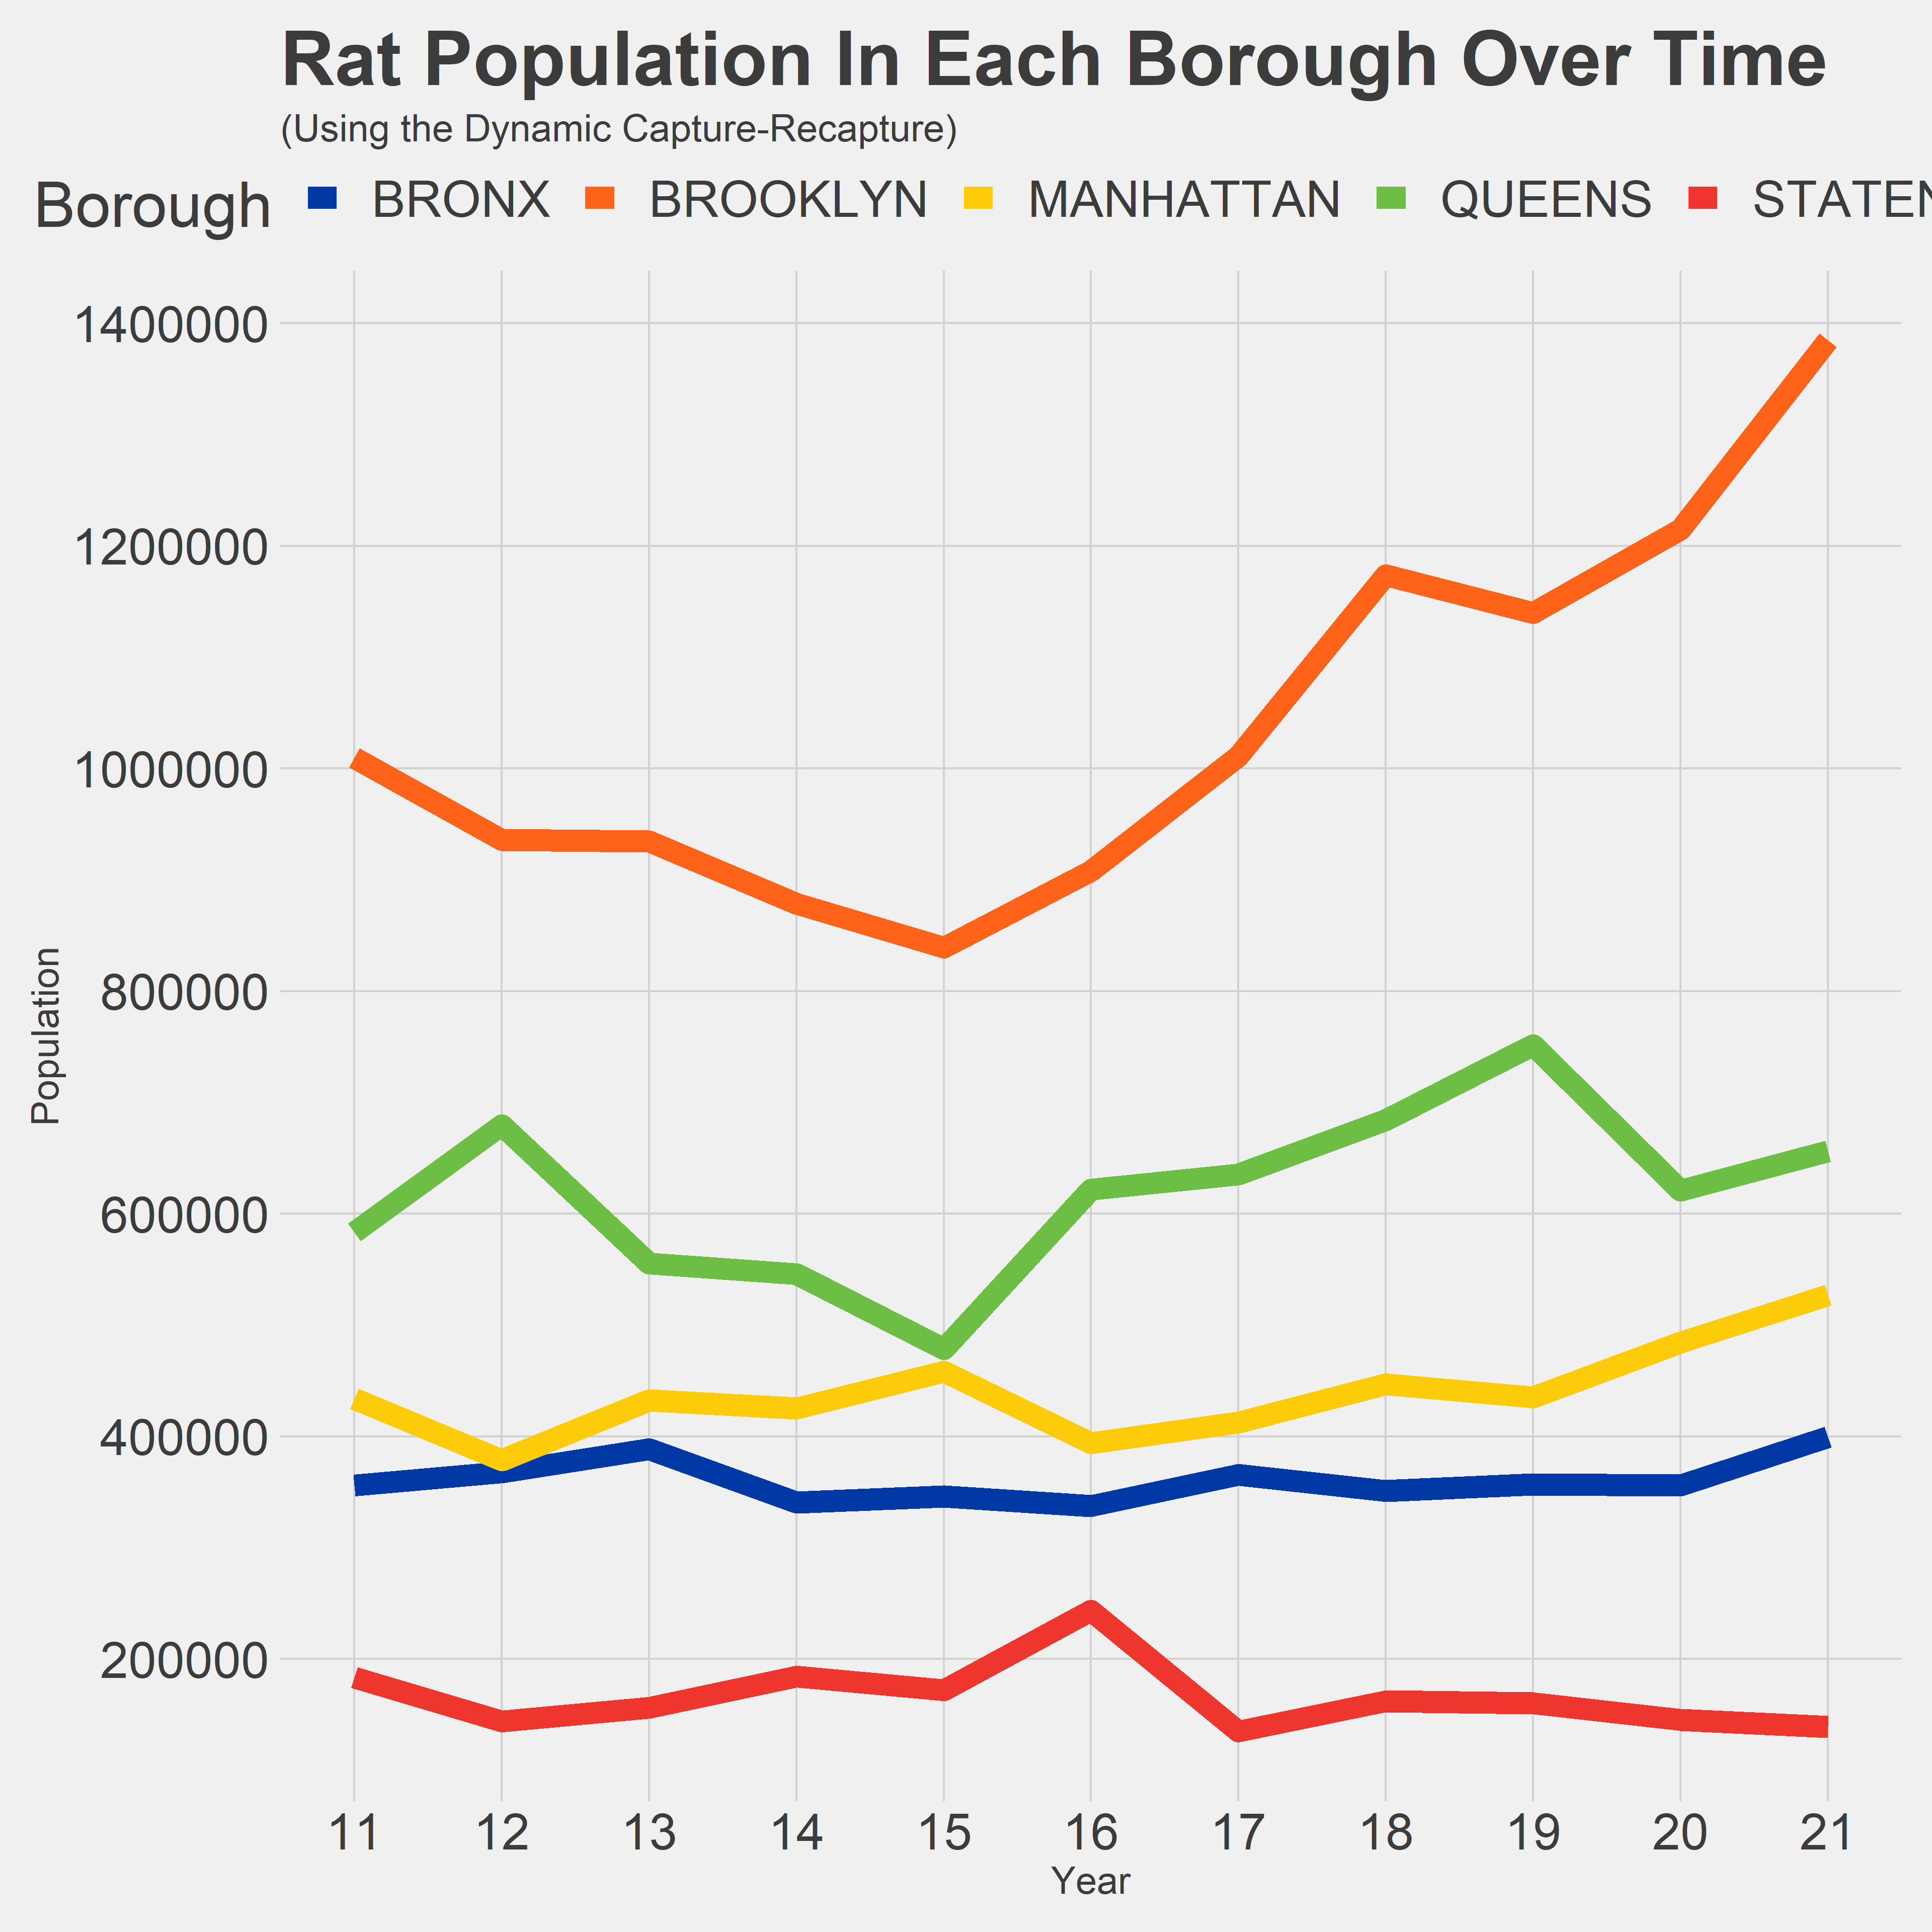 Rat Population In Each Borough Over Time
(Using the Dynamic Capture-Recapture)
Borough BRONX BROOKLYN MANHATTAN QUEENS STATEN
1400000
1200000
1000000
800000
600000
400000
200000
Population
11 12 13 14 15 16 17 18 19 20 21
Year